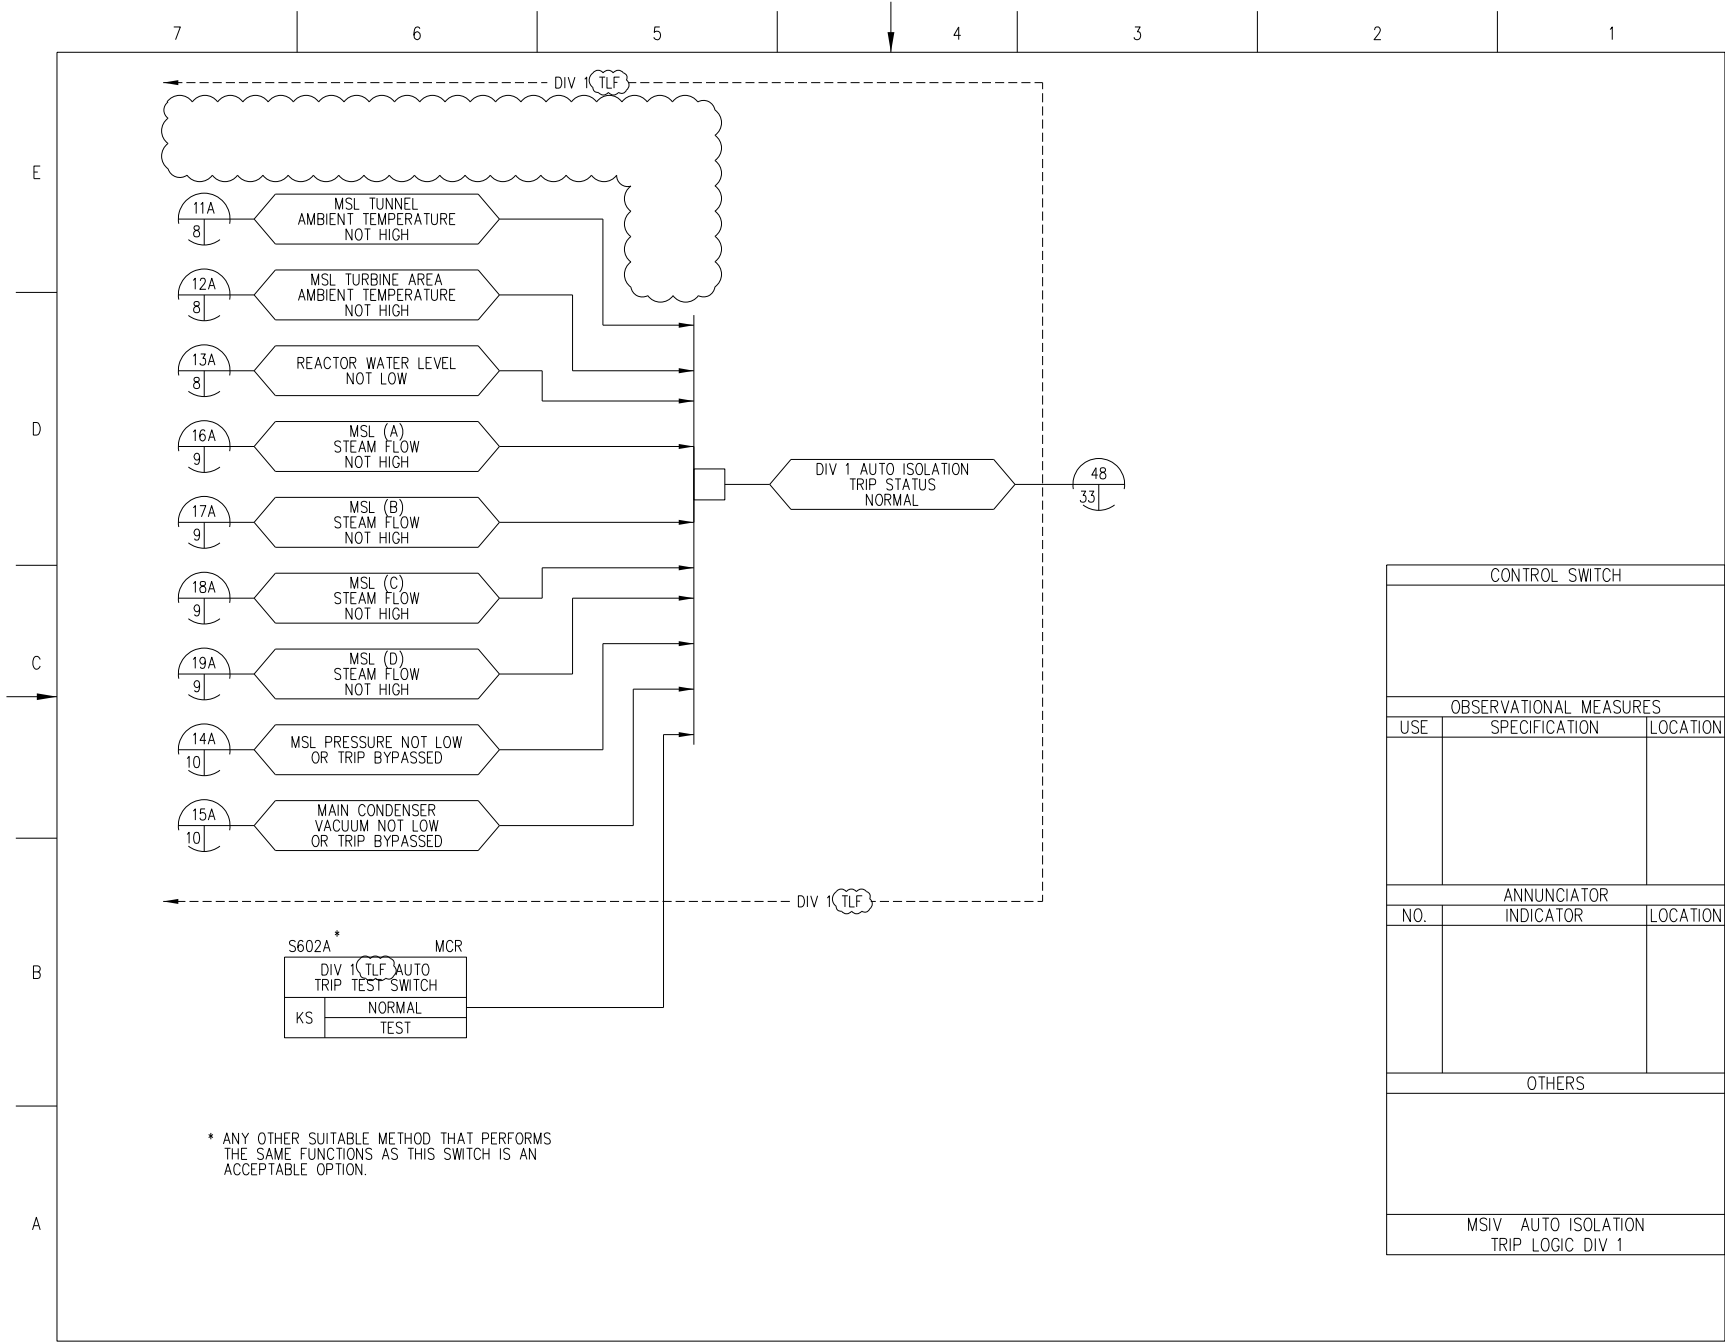 7 6 5 4 3 2 1
DIV 1 TLF
E
11A
8
MSL TUNNEL
AMBIENT TEMPERATURE
NOT HIGH
12A
8
MSL TURBINE AREA
AMBIENT TEMPERATURE
NOT HIGH
13A
8
REACTOR WATER LEVEL
NOT LOW
D
16A
9
MSL (A)
STEAM FLOW
NOT HIGH
DIV 1 AUTO ISOLATION
TRIP STATUS
NORMAL
48
33
17A
9
MSL (B)
STEAM FLOW
NOT HIGH
18A
9
MSL (C)
STEAM FLOW
NOT HIGH
C
19A
9
MSL (D)
STEAM FLOW
NOT HIGH
14A
10
MSL PRESSURE NOT LOW
OR TRIP BYPASSED
15A
10
MAIN CONDENSER
VACUUM NOT LOW
OR TRIP BYPASSED
DIV 1 TLF
B
S602A * MCR
DIV 1 TLF AUTO
TRIP TEST SWITCH
KS
NORMAL
TEST
* ANY OTHER SUITABLE METHOD THAT PERFORMS
THE SAME FUNCTIONS AS THIS SWITCH IS AN
ACCEPTABLE OPTION.
A
CONTROL SWITCH
OBSERVATIONAL MEASURES
USE SPECIFICATION LOCATION
ANNUNCIATOR
NO. INDICATOR LOCATION
OTHERS
MSIV AUTO ISOLATION
TRIP LOGIC DIV 1